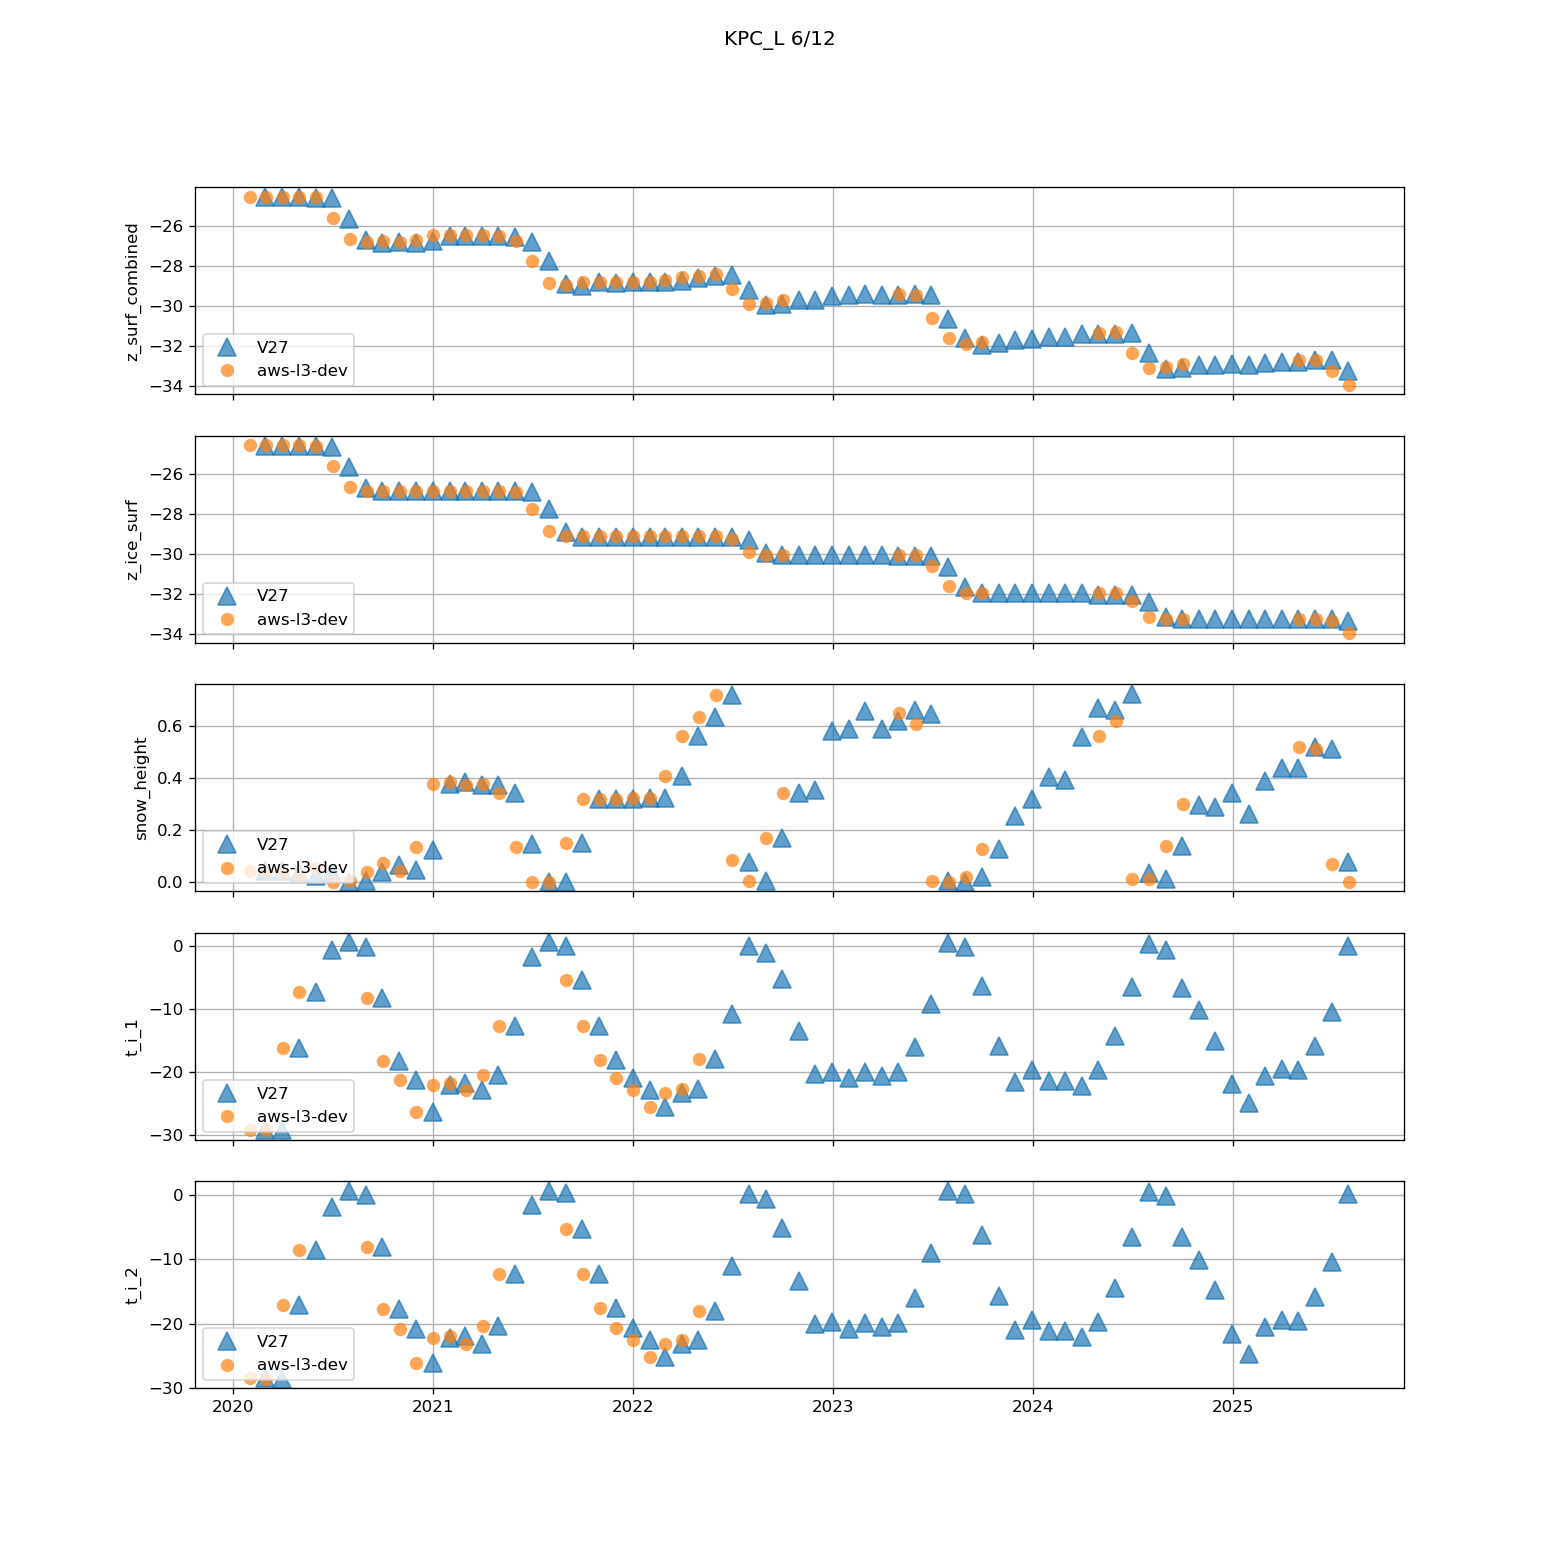 KPC_L 6/12
z_surf_combined
−26
−28
−30
−32
−34
V27
aws-l3-dev
z_ice_surf
−26
−28
−30
−32
−34
V27
aws-l3-dev
snow_height
0.6
0.4
0.2
0.0
V27
aws-l3-dev
t_i_1
0
−10
−20
−30
V27
aws-l3-dev
t_i_2
0
−10
−20
−30
V27
aws-l3-dev
2020
2021
2022
2023
2024
2025